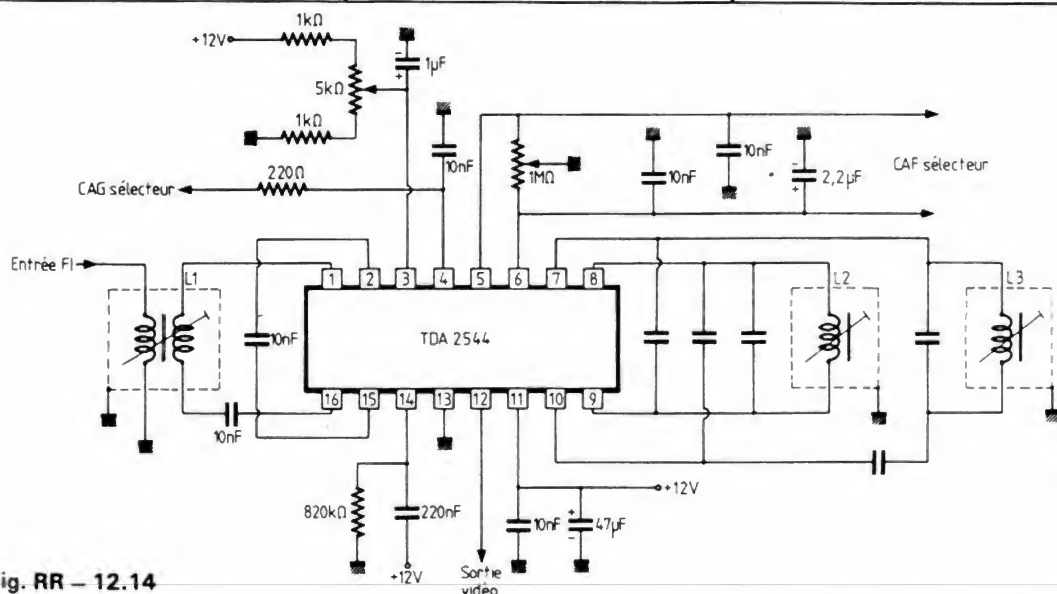 1kΩ
+12V
5kΩ
1µF
1kΩ
10nF
220Ω
CAG sélecteur
1MΩ
10nF
10nF
2,2µF
CAF sélecteur
Entrée FI
L1
1 2 3 4 5 6 7 8
L2
L3
10nF
TDA 2544
16 15 14 13 12 11 10 9
10nF
820kΩ
220nF
+12V
10nF
47µF
+12V
Sortie
vidéo
ig. RR – 12.14